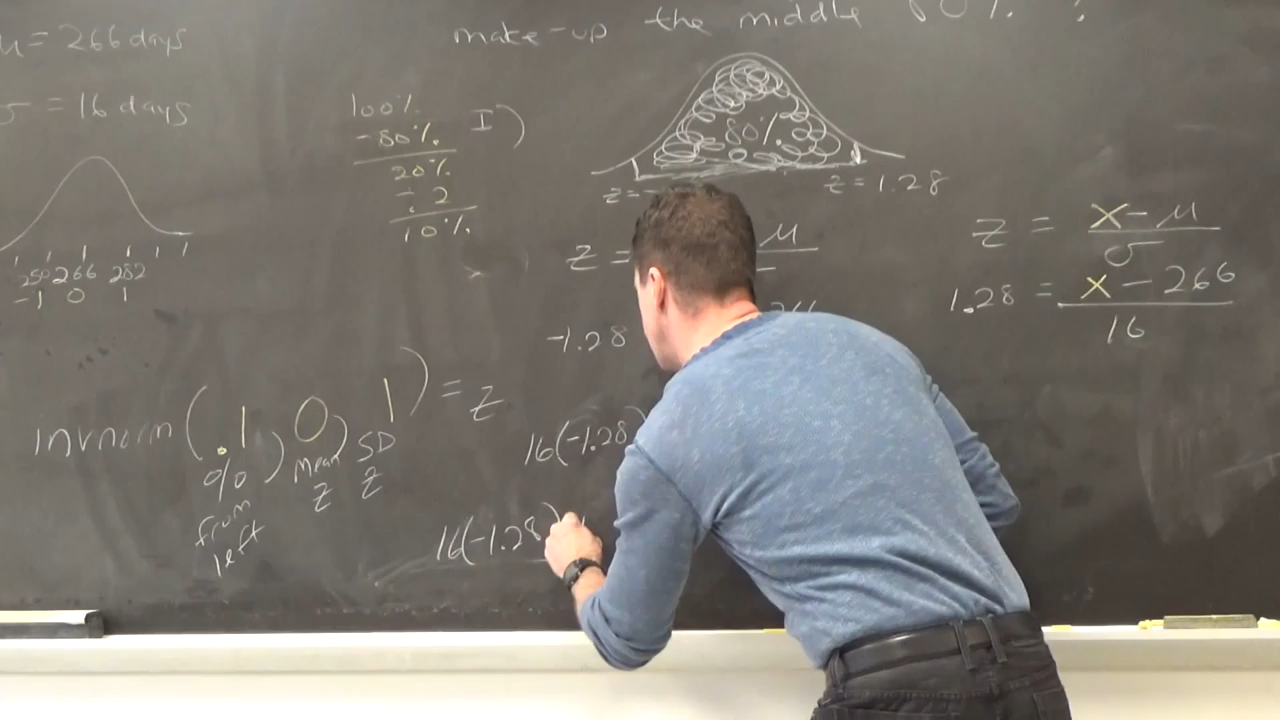 make-up the middle 80% ?
μ = 266 days
σ = 16 days
100%
-80%
20%
÷ 2
10%
I)
80%
z=
z = 1.28
250 266 282
-1 0 1
z =
μ
z = x-μ
σ
-1.28
1.28 = x - 266
16
invnorm( .1 , 0 , 1 ) = z
% from left
Mean z
SD z
16(-1.28)
16(-1.28)